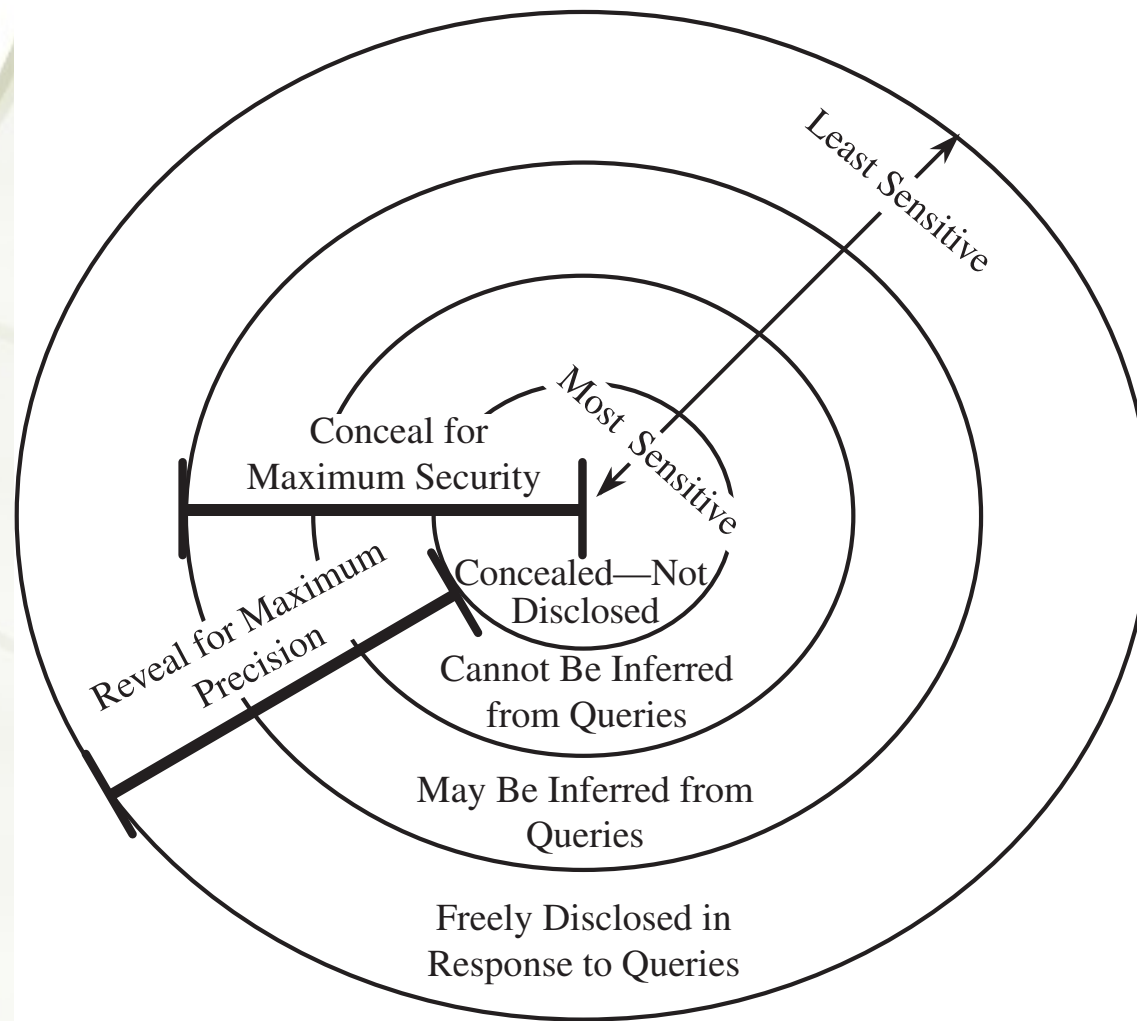 Least Sensitive
Most Sensitive
Conceal for
Maximum Security
Concealed—Not
Disclosed
Reveal for Maximum
Precision
Cannot Be Inferred
from Queries
May Be Inferred from
Queries
Freely Disclosed in
Response to Queries